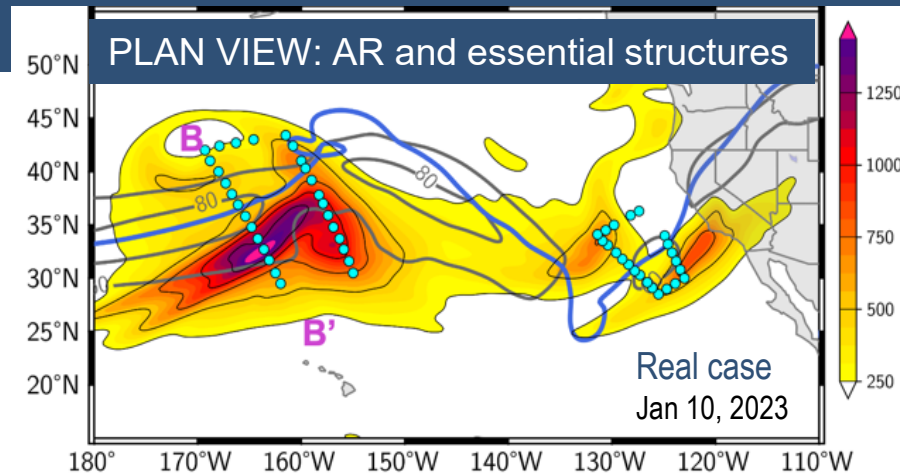 PLAN VIEW: AR and essential structures
50°N
45°N
40°N
35°N
30°N
25°N
20°N
B
80
80
B'
Real case
Jan 10, 2023
180° 170°W 160°W 150°W 140°W 130°W 120°W 110°W
1250
1000
750
500
250